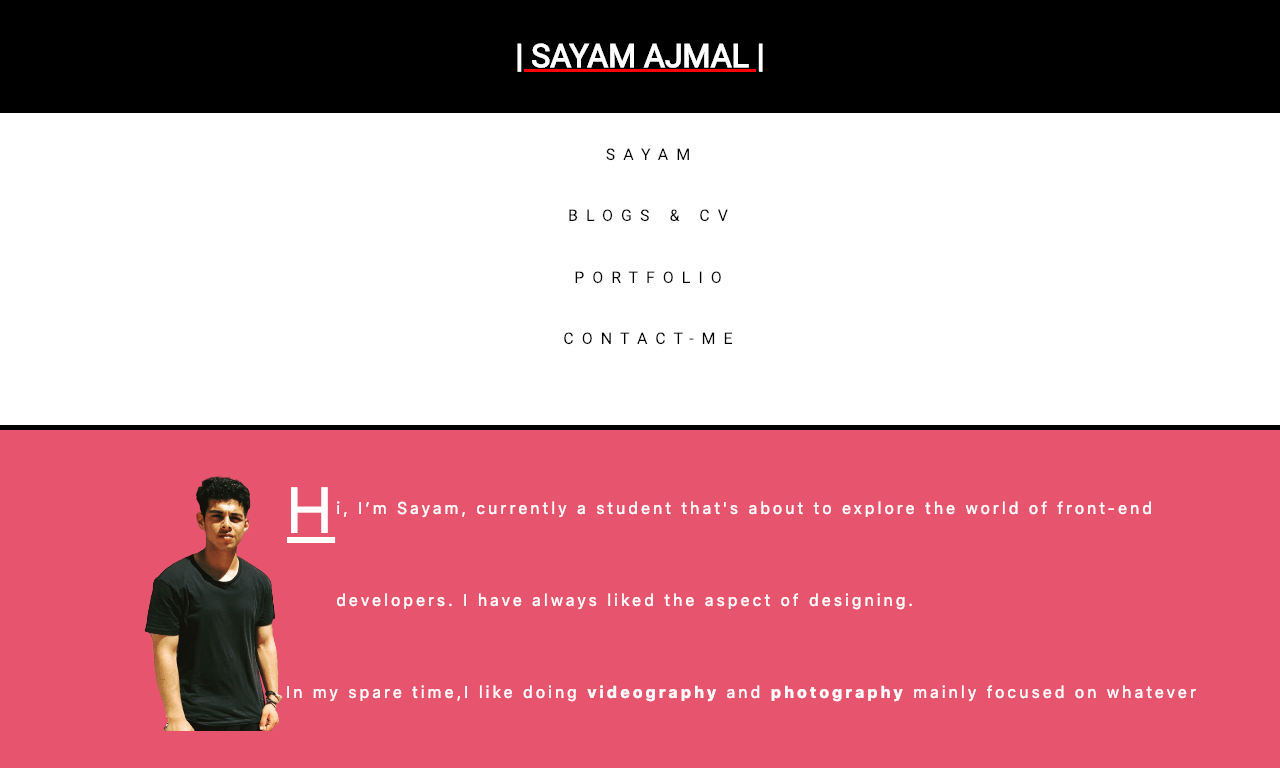 | SAYAM AJMAL |
SAYAM
BLOGS & CV
PORTFOLIO
CONTACT-ME
Hi, I’m Sayam, currently a student that's about to explore the world of front-end
developers. I have always liked the aspect of designing.
In my spare time,I like doing videography and photography mainly focused on whatever